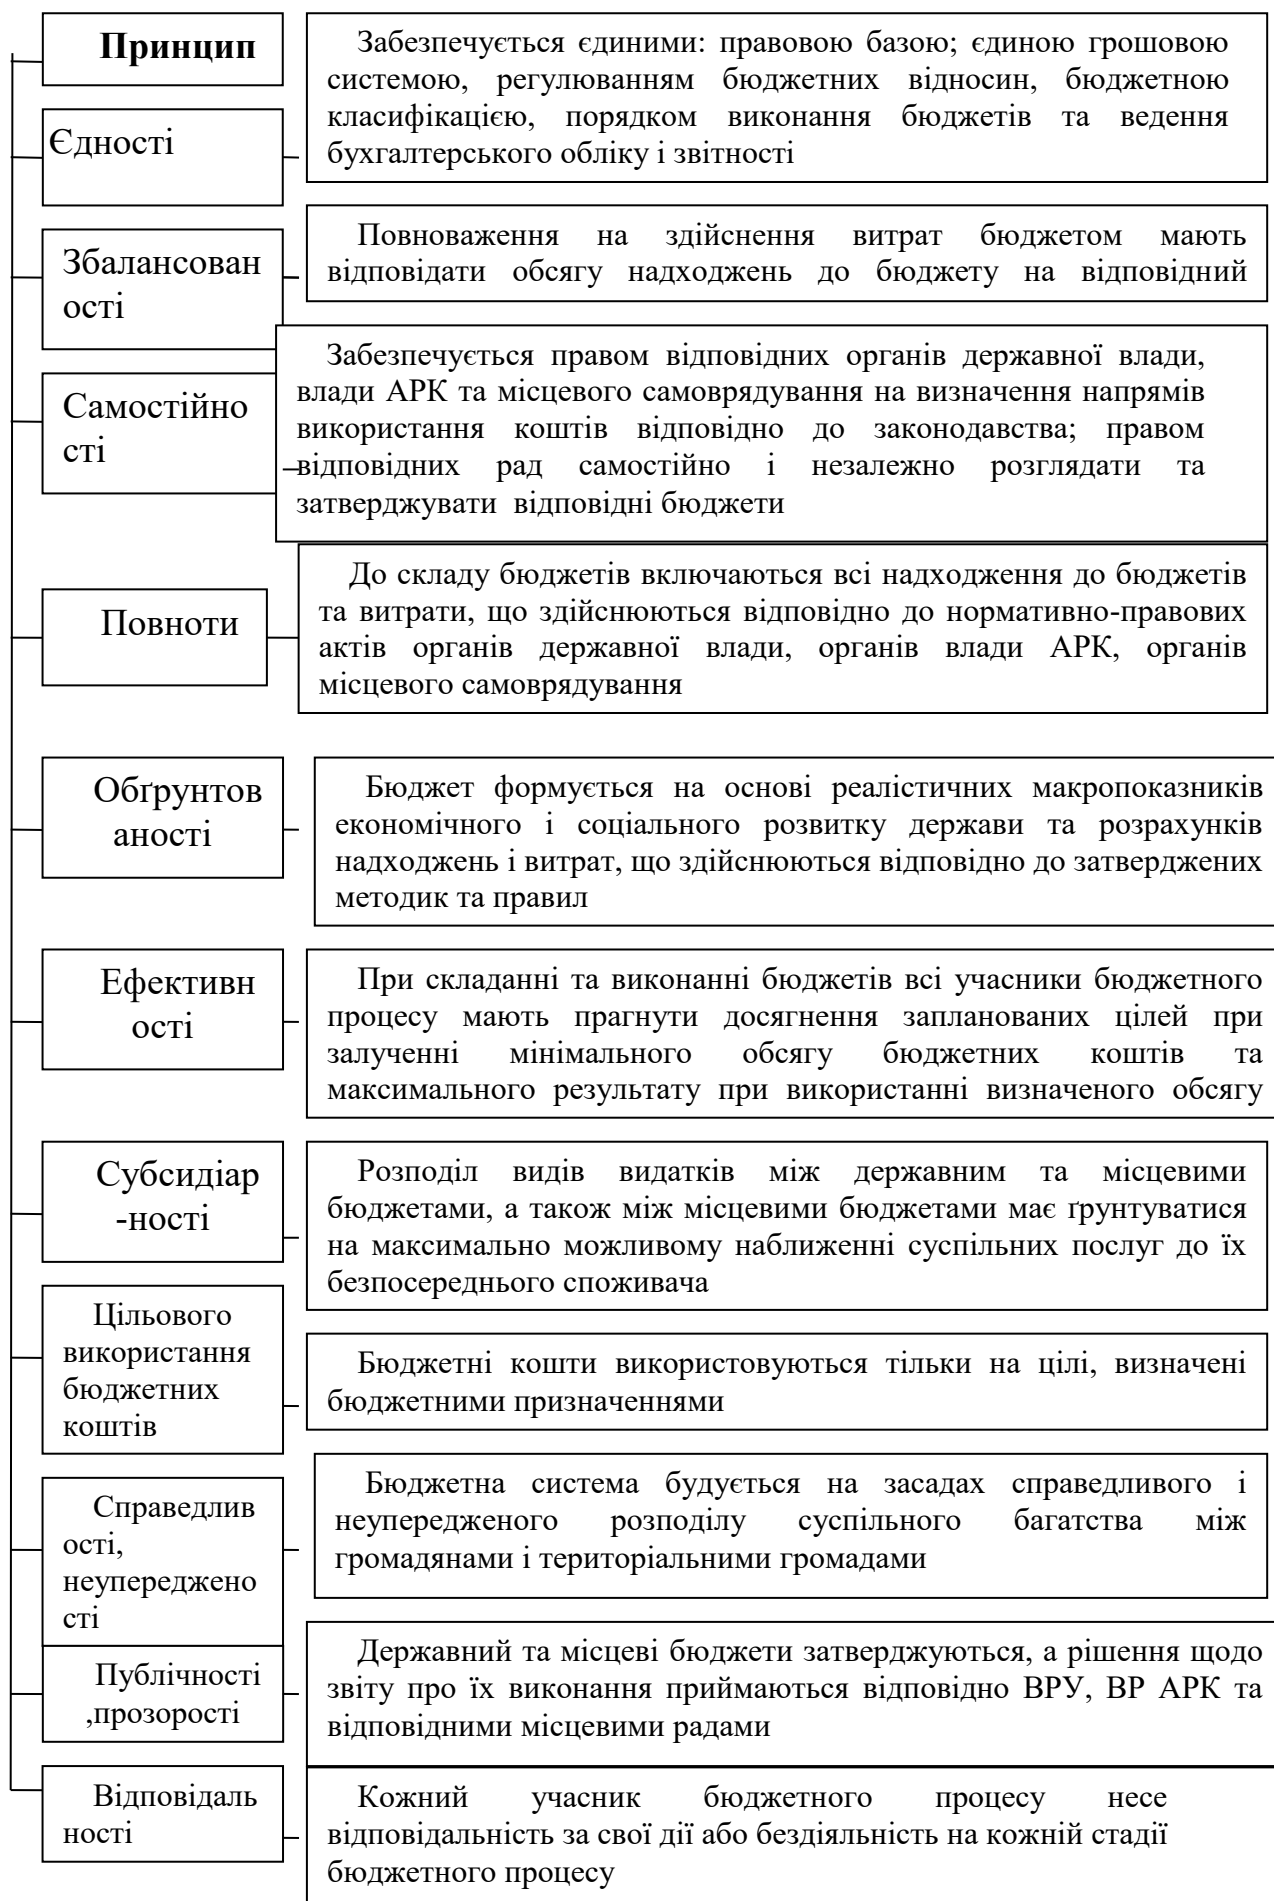 Принцип
Забезпечується єдиними: правовою базою; єдиною грошовою
системою, регулюванням бюджетних відносин, бюджетною
класифікацією, порядком виконання бюджетів та ведення
бухгалтерського обліку і звітності
Єдності
Збалансован
ості
Повноваження на здійснення витрат бюджетом мають
відповідати обсягу надходжень до бюджету на відповідний
Самостійно
сті
Забезпечується правом відповідних органів державної влади,
влади АРК та місцевого самоврядування на визначення напрямів
використання коштів відповідно до законодавства; правом
відповідних рад самостійно і незалежно розглядати та
затверджувати відповідні бюджети
Повноти
До складу бюджетів включаються всі надходження до бюджетів
та витрати, що здійснюються відповідно до нормативно-правових
актів органів державної влади, органів влади АРК, органів
місцевого самоврядування
Обґрунтов
аності
Бюджет формується на основі реалістичних макропоказників
економічного і соціального розвитку держави та розрахунків
надходжень і витрат, що здійснюються відповідно до затверджених
методик та правил
Ефективн
ості
При складанні та виконанні бюджетів всі учасники бюджетного
процесу мають прагнути досягнення запланованих цілей при
залученні мінімального обсягу бюджетних коштів та
максимального результату при використанні визначеного обсягу
Субсидіар
-ності
Розподіл видів видатків між державним та місцевими
бюджетами, а також між місцевими бюджетами має ґрунтуватися
на максимально можливому наближенні суспільних послуг до їх
безпосереднього споживача
Цільового
використання
бюджетних
коштів
Бюджетні кошти використовуються тільки на цілі, визначені
бюджетними призначеннями
Справедлив
ості,
неупереджено
сті
Бюджетна система будується на засадах справедливого і
неупередженого розподілу суспільного багатства між
громадянами і територіальними громадами
Публічності
,прозорості
Державний та місцеві бюджети затверджуються, а рішення щодо
звіту про їх виконання приймаються відповідно ВРУ, ВР АРК та
відповідними місцевими радами
Відповідаль
ності
Кожний учасник бюджетного процесу несе
відповідальність за свої дії або бездіяльність на кожній стадії
бюджетного процесу